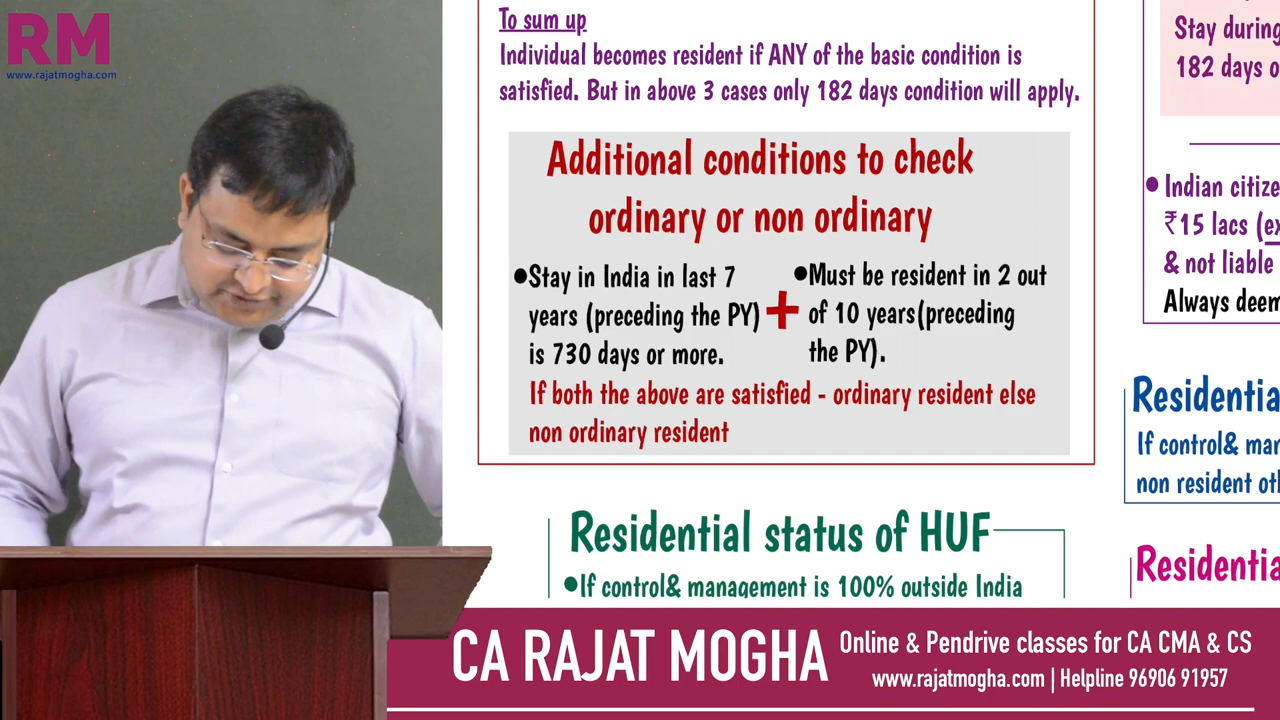 RM
www.rajatmogha.com
To sum up
Individual becomes resident if ANY of the basic condition is
satisfied. But in above 3 cases only 182 days condition will apply.
Additional conditions to check
ordinary or non ordinary
•Stay in India in last 7
years (preceding the PY)
is 730 days or more.
+
•Must be resident in 2 out
of 10 years(preceding
the PY).
If both the above are satisfied - ordinary resident else
non ordinary resident
Residential status of HUF
•If control& management is 100% outside India
Stay during
182 days o
•Indian citize
₹15 lacs (ex
& not liable
Always deem
Residentia
If control& mar
non resident oth
Residentia
CA RAJAT MOGHA
Online & Pendrive classes for CA CMA & CS
www.rajatmogha.com | Helpline 96906 91957